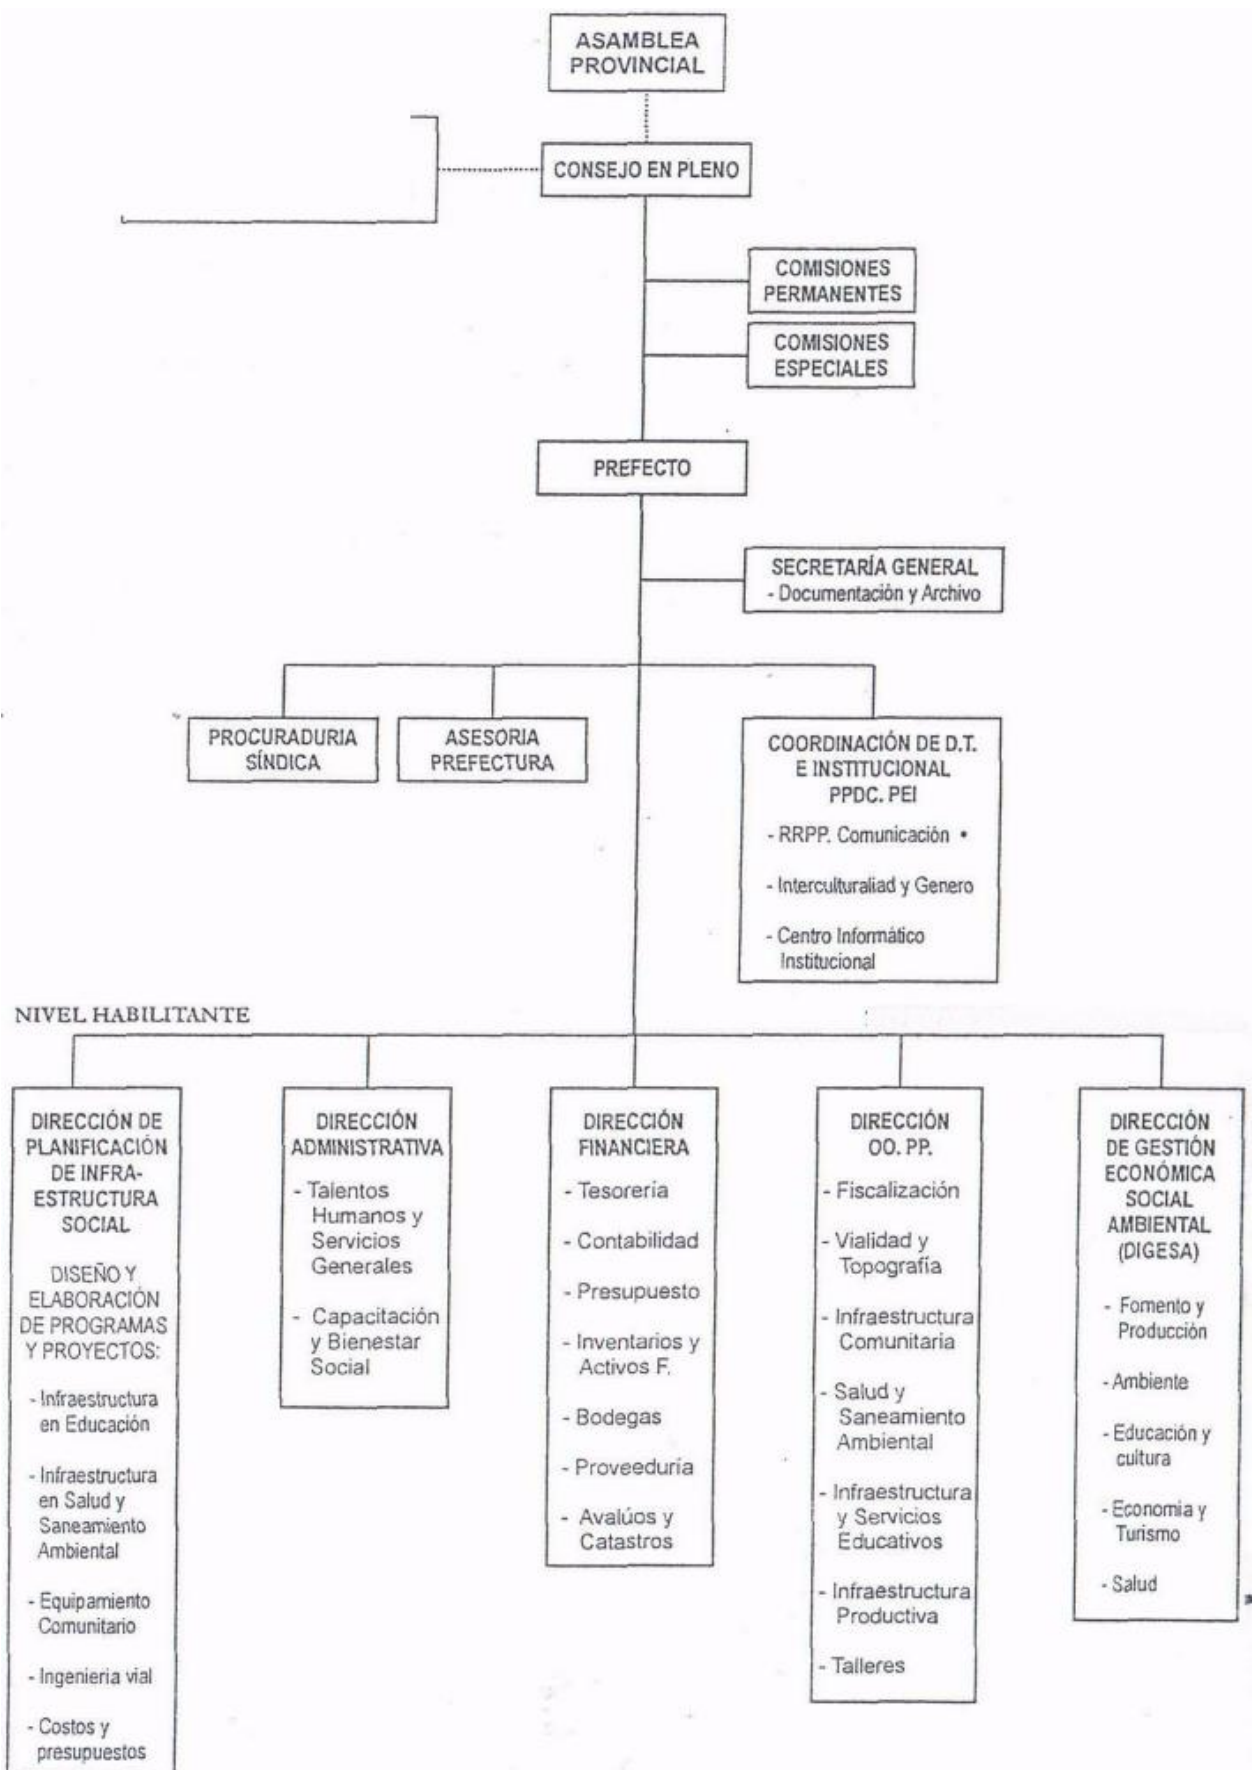 ASAMBLEA
PROVINCIAL
CONSEJO EN PLENO
COMISIONES
PERMANENTES
COMISIONES
ESPECIALES
PREFECTO
SECRETARÍA GENERAL
- Documentación y Archivo
PROCURADURIA
SÍNDICA
ASESORIA
PREFECTURA
COORDINACIÓN DE D.T.
E INSTITUCIONAL
PPDC. PEI
- RRPP. Comunicación •
- Interculturaliad y Genero
- Centro Informático
Institucional
NIVEL HABILITANTE
DIRECCIÓN DE
PLANIFICACIÓN
DE INFRA-
ESTRUCTURA
SOCIAL
DISEÑO Y
ELABORACIÓN
DE PROGRAMAS
Y PROYECTOS:
- Infraestructura
en Educación
- Infraestructura
en Salud y
Saneamiento
Ambiental
- Equipamiento
Comunitario
- Ingenieria vial
- Costos y
presupuestos
DIRECCIÓN
ADMINISTRATIVA
- Talentos
Humanos y
Servicios
Generales
- Capacitación
y Bienestar
Social
DIRECCIÓN
FINANCIERA
- Tesorería
- Contabilidad
- Presupuesto
- Inventarios y
Activos F.
- Bodegas
- Proveeduría
- Avalúos y
Catastros
DIRECCIÓN
OO. PP.
- Fiscalización
- Vialidad y
Topografía
- Infraestructura
Comunitaria
- Salud y
Saneamiento
Ambiental
- Infraestructura
y Servicios
Educativos
- Infraestructura
Productiva
- Talleres
DIRECCIÓN
DE GESTIÓN
ECONÓMICA
SOCIAL
AMBIENTAL
(DIGESA)
- Fomento y
Producción
- Ambiente
- Educación y
cultura
- Economia y
Turismo
- Salud